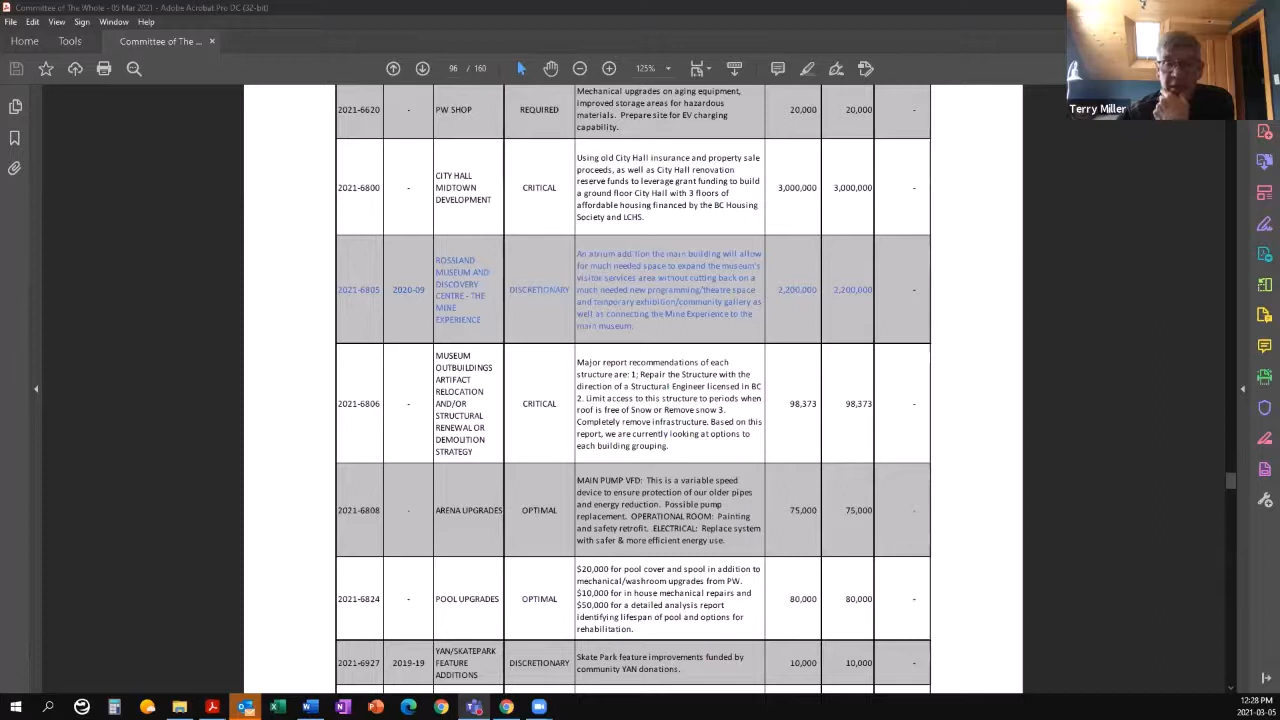 Committee of The Whole - 05 Mar 2021 - Adobe Acrobat Pro DC (32-bit)
File Edit View Sign Window Help
Home Tools Committee of The ... ×
96 / 160 125%
Terry Miller
2021-6620 - PW SHOP REQUIRED
Mechanical upgrades on aging equipment,
Improved storage areas for hazardous
materials. Prepare site for EV charging
capability.
20,000 20,000 -
2021-6800 -
CITY HALL
MIDTOWN
DEVELOPMENT
CRITICAL
Using old City Hall insurance and property sale
proceeds, as well as City Hall renovation
reserve funds to leverage grant funding to build
a ground floor City Hall with 3 floors of
affordable housing financed by the BC Housing
Society and LCHS.
3,000,000 3,000,000 -
2021-6805 2020-09
ROSSLAND
MUSEUM AND
DISCOVERY
CENTRE - THE
MINE
EXPERIENCE
DISCRETIONARY
An atrium addition the main building will allow
for much needed space to expand the museum's
visitor services area without cutting back on a
much needed new programming/theatre space
and temporary exhibition/community gallery as
well as connecting the Mine Experience to the
main museum.
2,200,000 2,200,000 -
2021-6806 -
MUSEUM
OUTBUILDINGS
ARTIFACT
RELOCATION
AND/OR
STRUCTURAL
RENEWAL OR
DEMOLITION
STRATEGY
CRITICAL
Major report recommendations of each
structure are: 1; Repair the Structure with the
direction of a Structural Engineer licensed in BC
2. Limit access to this structure to periods when
roof is free of Snow or Remove snow 3.
Completely remove infrastructure. Based on this
report, we are currently looking at options to
each building grouping.
98,373 98,373 -
2021-6808 - ARENA UPGRADES OPTIMAL
MAIN PUMP VFD: This is a variable speed
device to ensure protection of our older pipes
and energy reduction. Possible pump
replacement. OPERATIONAL ROOM: Painting
and safety retrofit. ELECTRICAL: Replace system
with safer & more efficient energy use.
75,000 75,000 -
2021-6824 - POOL UPGRADES OPTIMAL
$20,000 for pool cover and spool in addition to
mechanical/washroom upgrades from PW.
$10,000 for in house mechanical repairs and
$50,000 for a detailed analysis report
identifying lifespan of pool and options for
rehabilitation.
80,000 80,000 -
2021-6927 2019-19
YAN/SKATEPARK
FEATURE
ADDITIONS
DISCRETIONARY
Skate Park feature improvements funded by
community YAN donations.
10,000 10,000 -
12:28 PM
2021-03-05